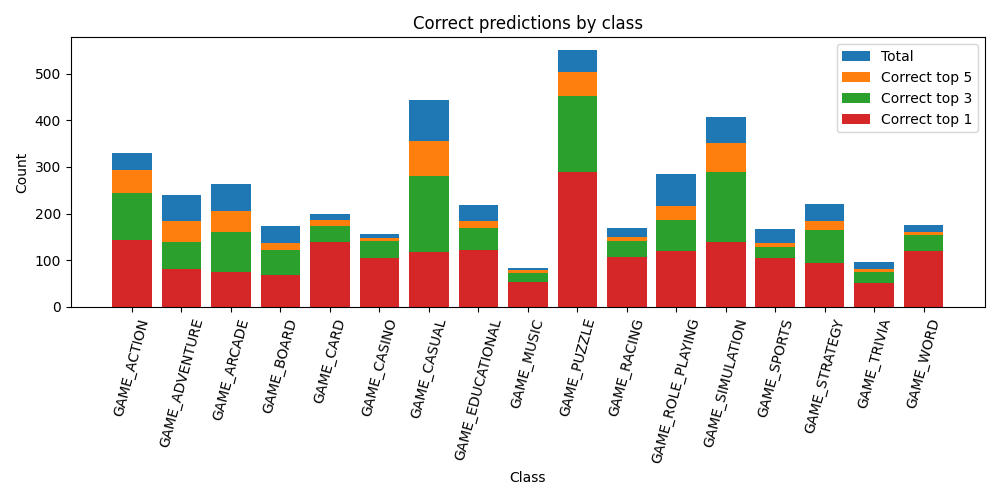 Correct predictions by class
Total
Correct top 5
Correct top 3
Correct top 1
Count
500
400
300
200
100
0
GAME_ACTION
GAME_ADVENTURE
GAME_ARCADE
GAME_BOARD
GAME_CARD
GAME_CASINO
GAME_CASUAL
GAME_EDUCATIONAL
GAME_MUSIC
GAME_PUZZLE
GAME_RACING
GAME_ROLE_PLAYING
GAME_SIMULATION
GAME_SPORTS
GAME_STRATEGY
GAME_TRIVIA
GAME_WORD
Class